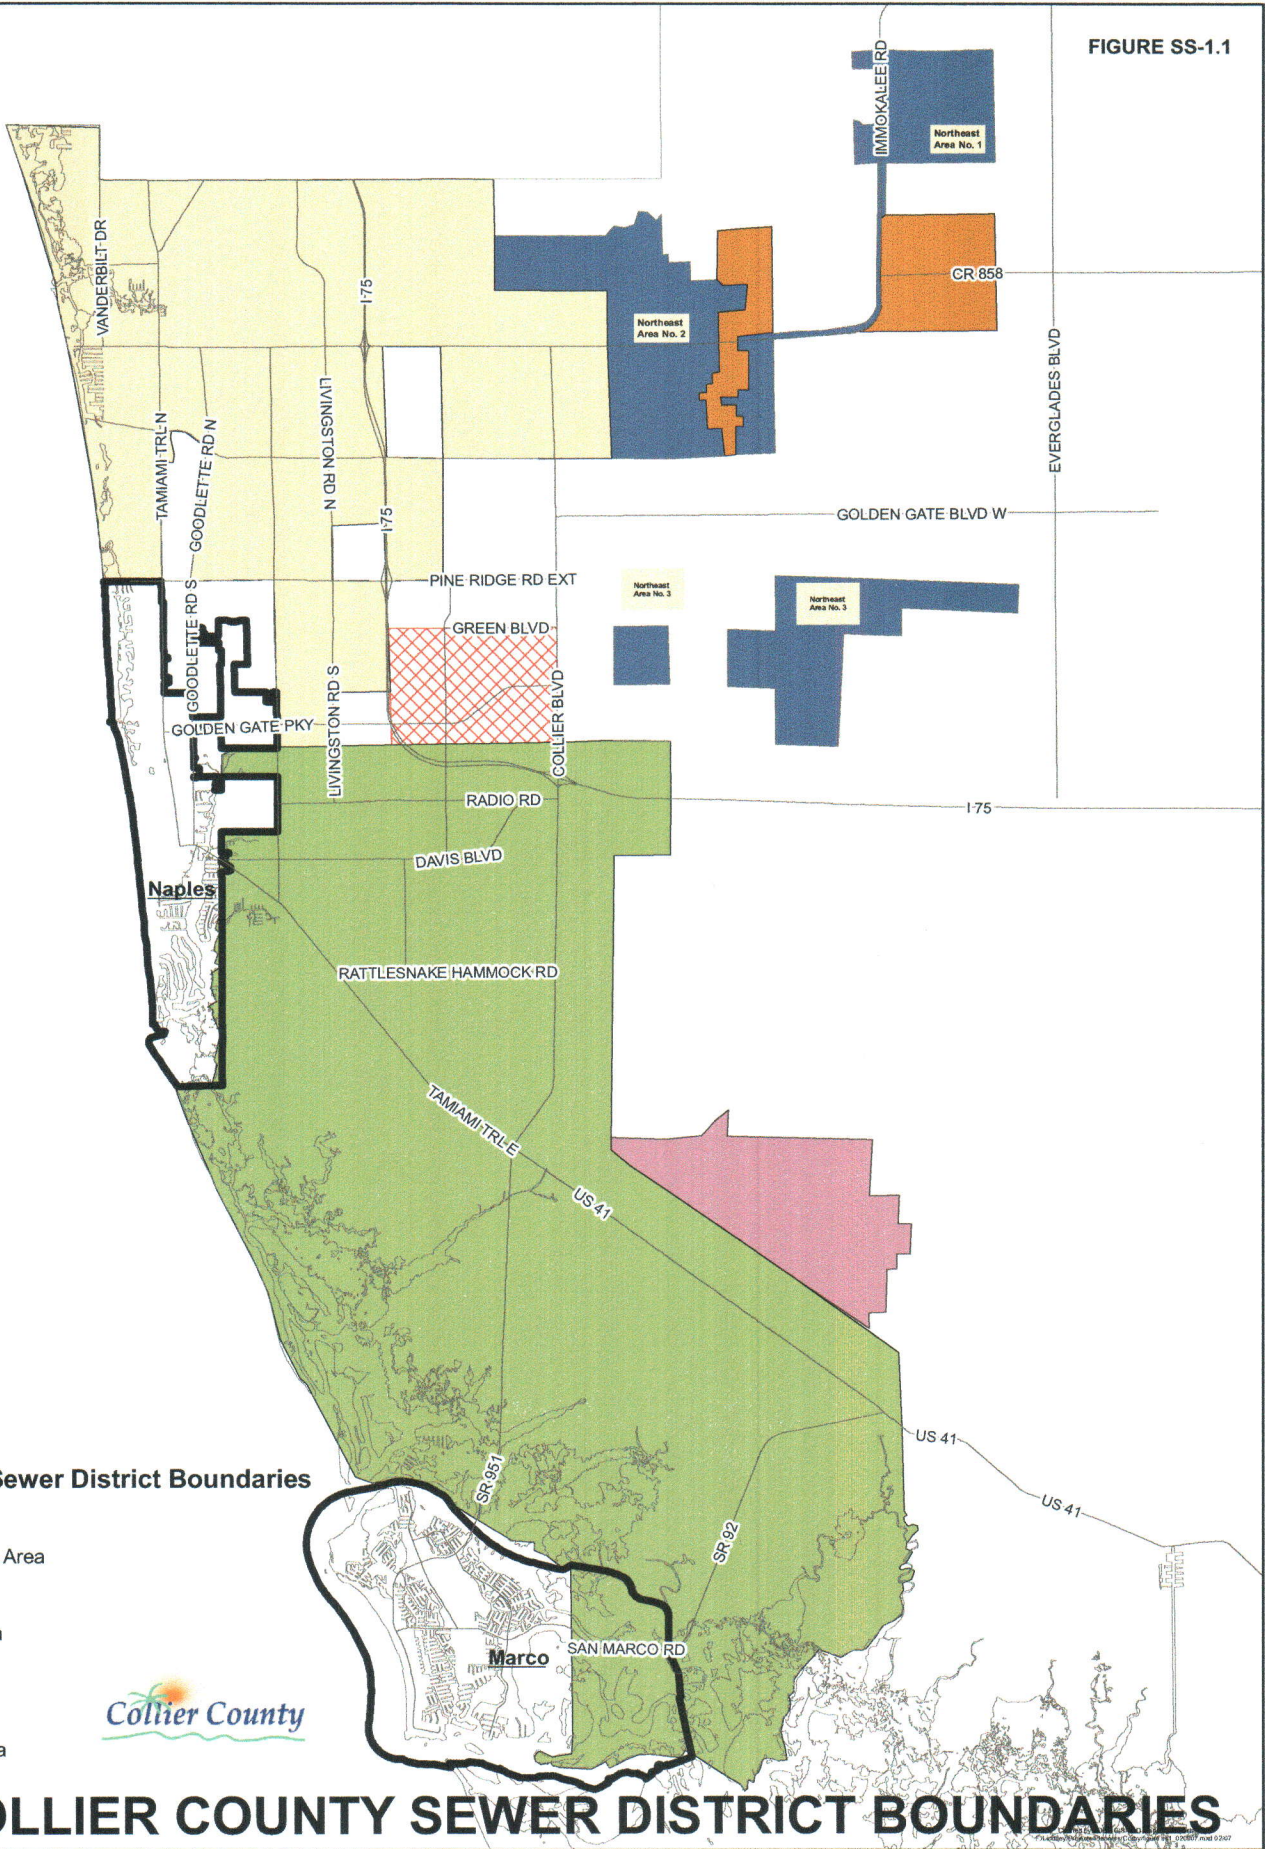 FIGURE SS-1.1
IMMOKALEE RD
Northeast
Area No. 1
VANDERBILT DR
I-75
CR 858
Northeast
Area No. 2
EVERGLADES BLVD
TAMIAMI TRL N
GOODLETTE RD N
LIVINGSTON RD N
I-75
GOLDEN GATE BLVD W
PINE RIDGE RD EXT
Northeast
Area No. 3
Northeast
Area No. 3
GOODLETTE RD S
GREEN BLVD
LIVINGSTON RD S
COLLIER BLVD
GOLDEN GATE PKY
RADIO RD
I-75
DAVIS BLVD
Naples
RATTLESNAKE HAMMOCK RD
TAMIAMI TRL E
US 41
US 41
US 41
Sewer District Boundaries
SR 951
SR 92
Area
SAN MARCO RD
Marco
Collier County
OLLIER COUNTY SEWER DISTRICT BOUNDARIES